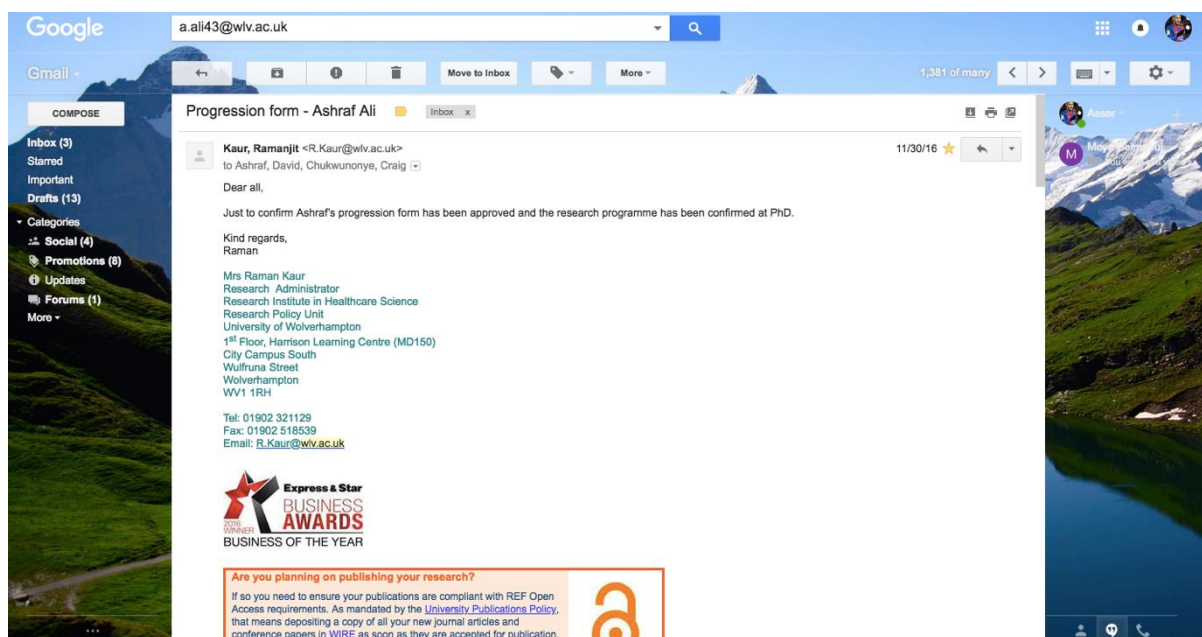 Google
a.ali43@wlv.ac.uk
Gmail
Move to Inbox
More
1,381 of many
COMPOSE
Inbox (3)
Starred
Important
Drafts (13)
Categories
Social (4)
Promotions (8)
Updates
Forums (1)
More
Progression form - Ashraf Ali
Inbox x
Kaur, Ramanjit <R.Kaur@wlv.ac.uk>
11/30/16
to Ashraf, David, Chukwunonye, Craig
Dear all,
Just to confirm Ashraf's progression form has been approved and the research programme has been confirmed at PhD.
Kind regards,
Raman
Mrs Raman Kaur
Research Administrator
Research Institute in Healthcare Science
Research Policy Unit
University of Wolverhampton
1st Floor, Harrison Learning Centre (MD150)
City Campus South
Wulfruna Street
Wolverhampton
WV1 1RH
Tel: 01902 321129
Fax: 01902 518539
Email: R.Kaur@wlv.ac.uk
Express & Star
BUSINESS
2016 AWARDS
WINNER
BUSINESS OF THE YEAR
Are you planning on publishing your research?
If so you need to ensure your publications are compliant with REF Open
Access requirements. As mandated by the University Publications Policy,
that means depositing a copy of all your new journal articles and
conference papers in WIRE as soon as they are accepted for publication.
Asser
M